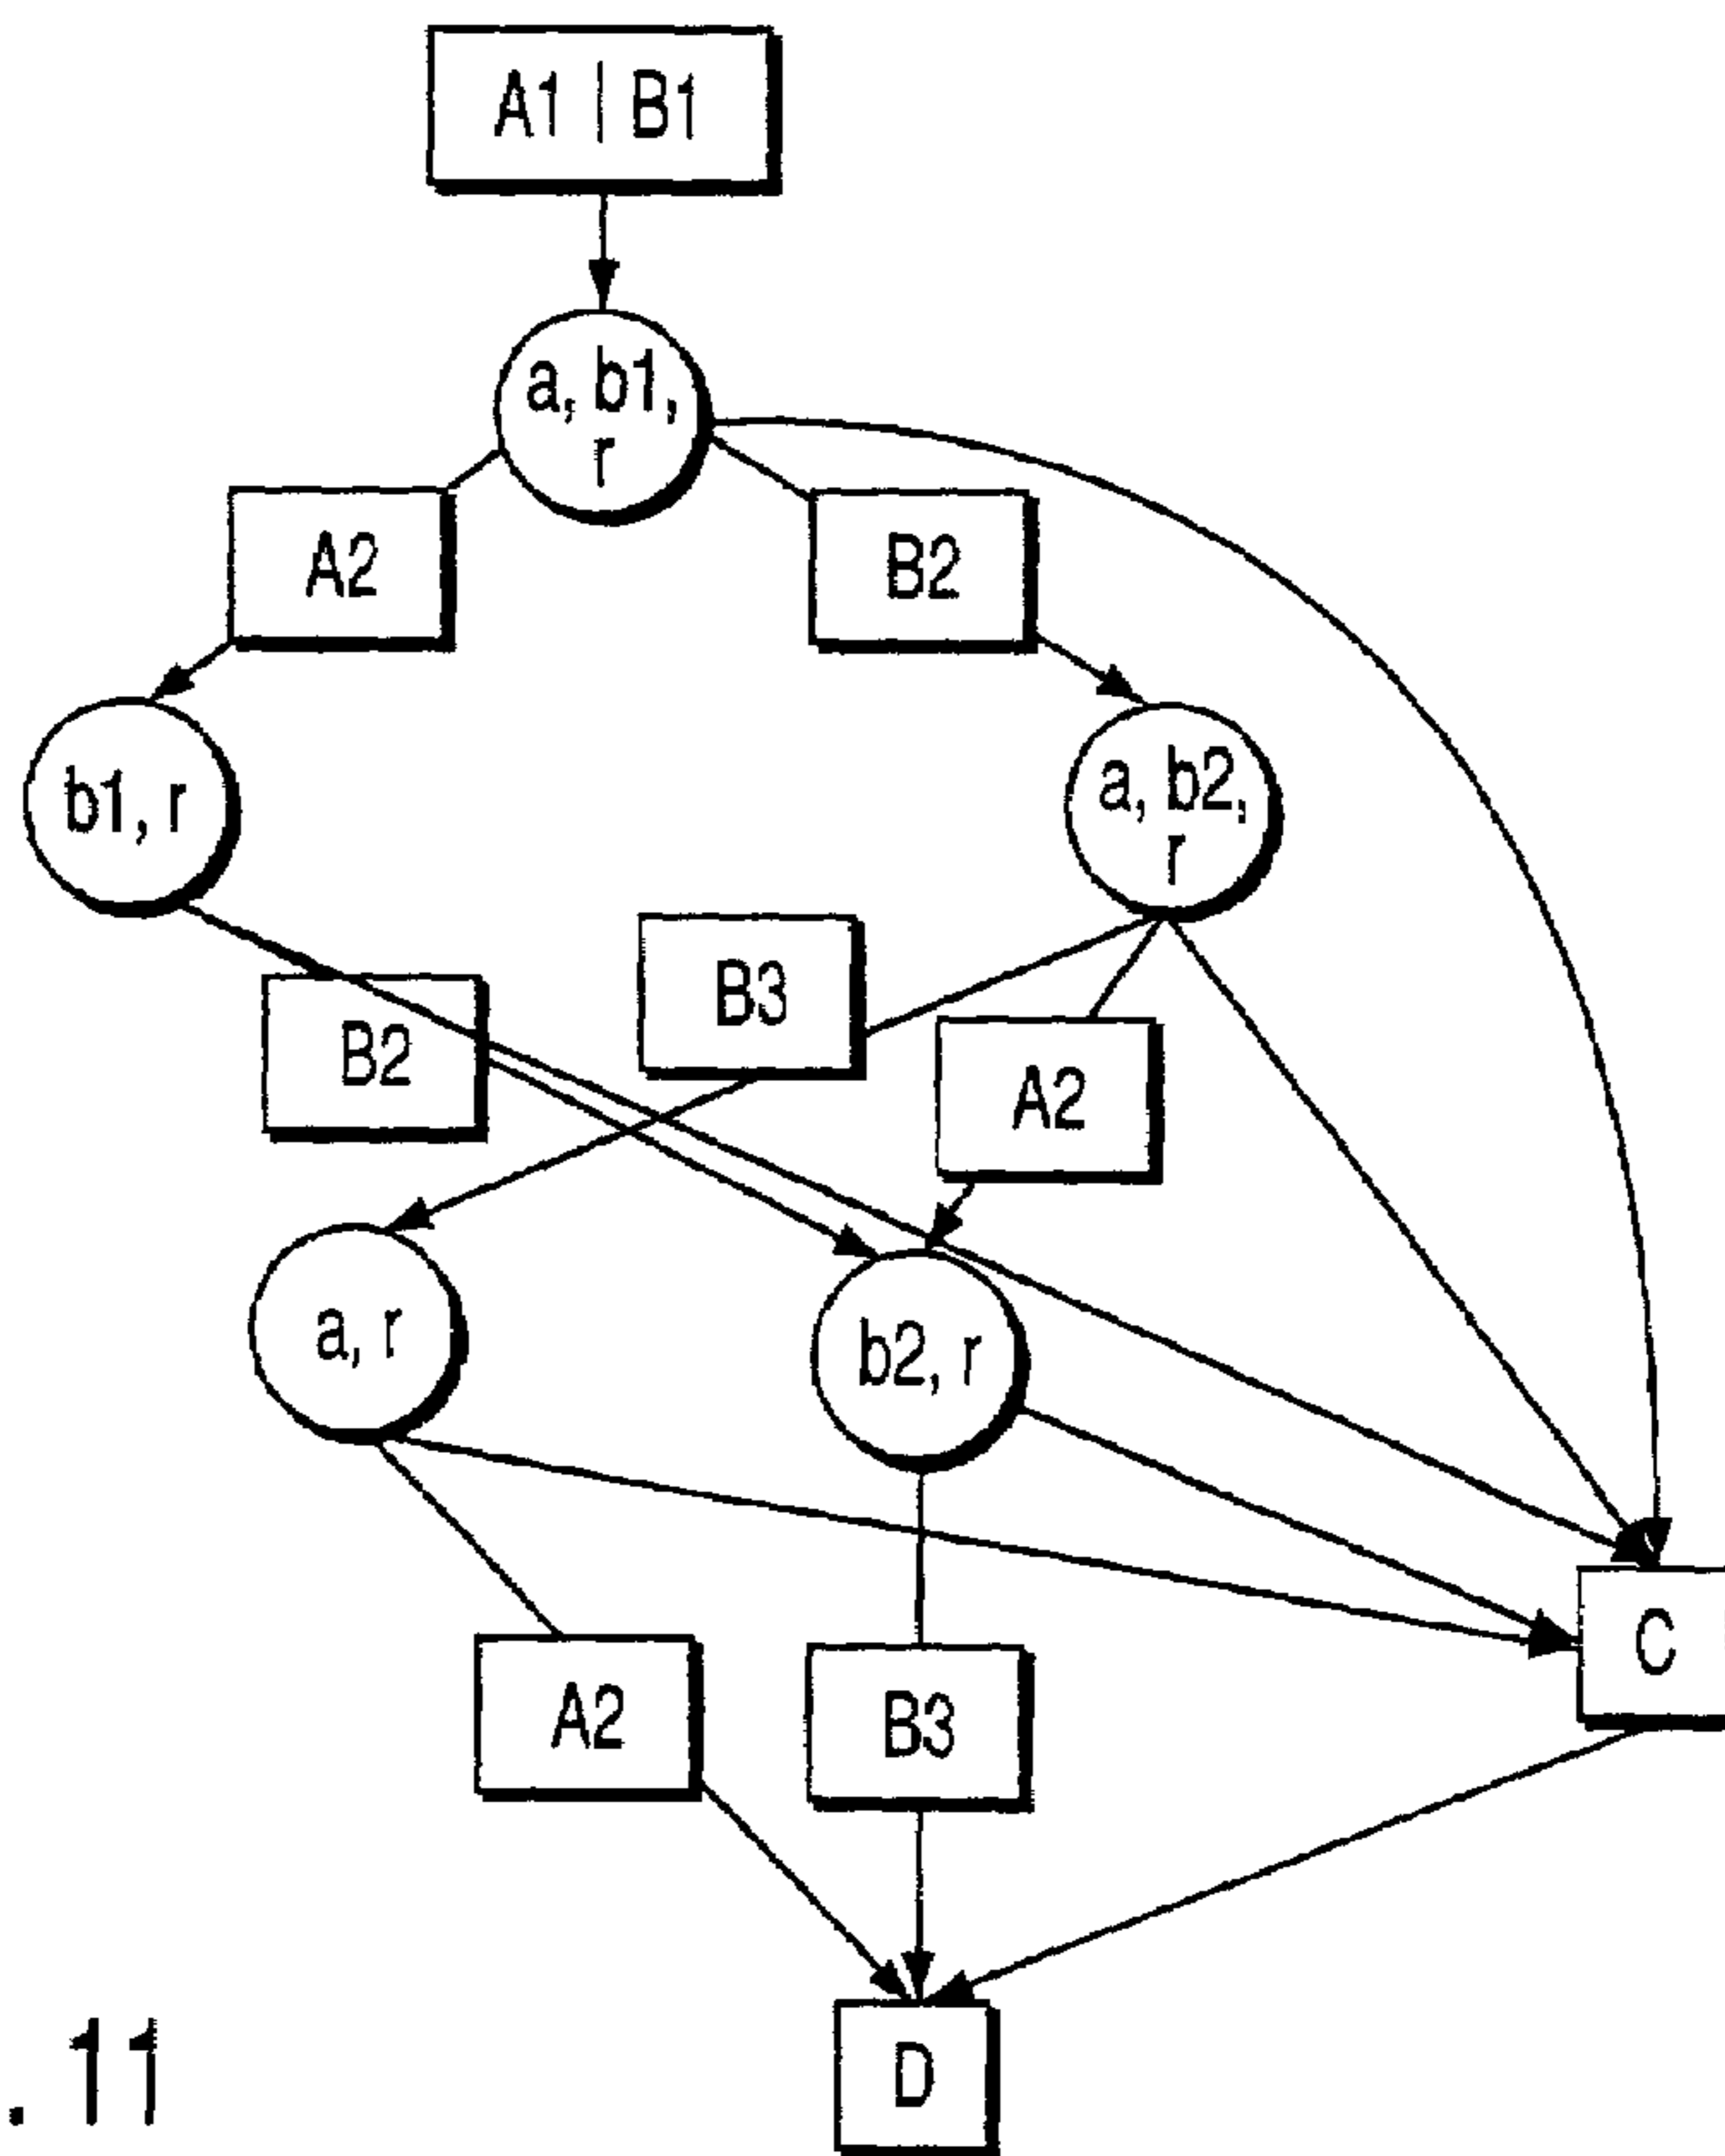 A1 | B1
a, b1,
r
A2
B2
b1, r
a, b2,
r
B3
B2
A2
a, r
b2, r
C
A2
B3
D
. 11